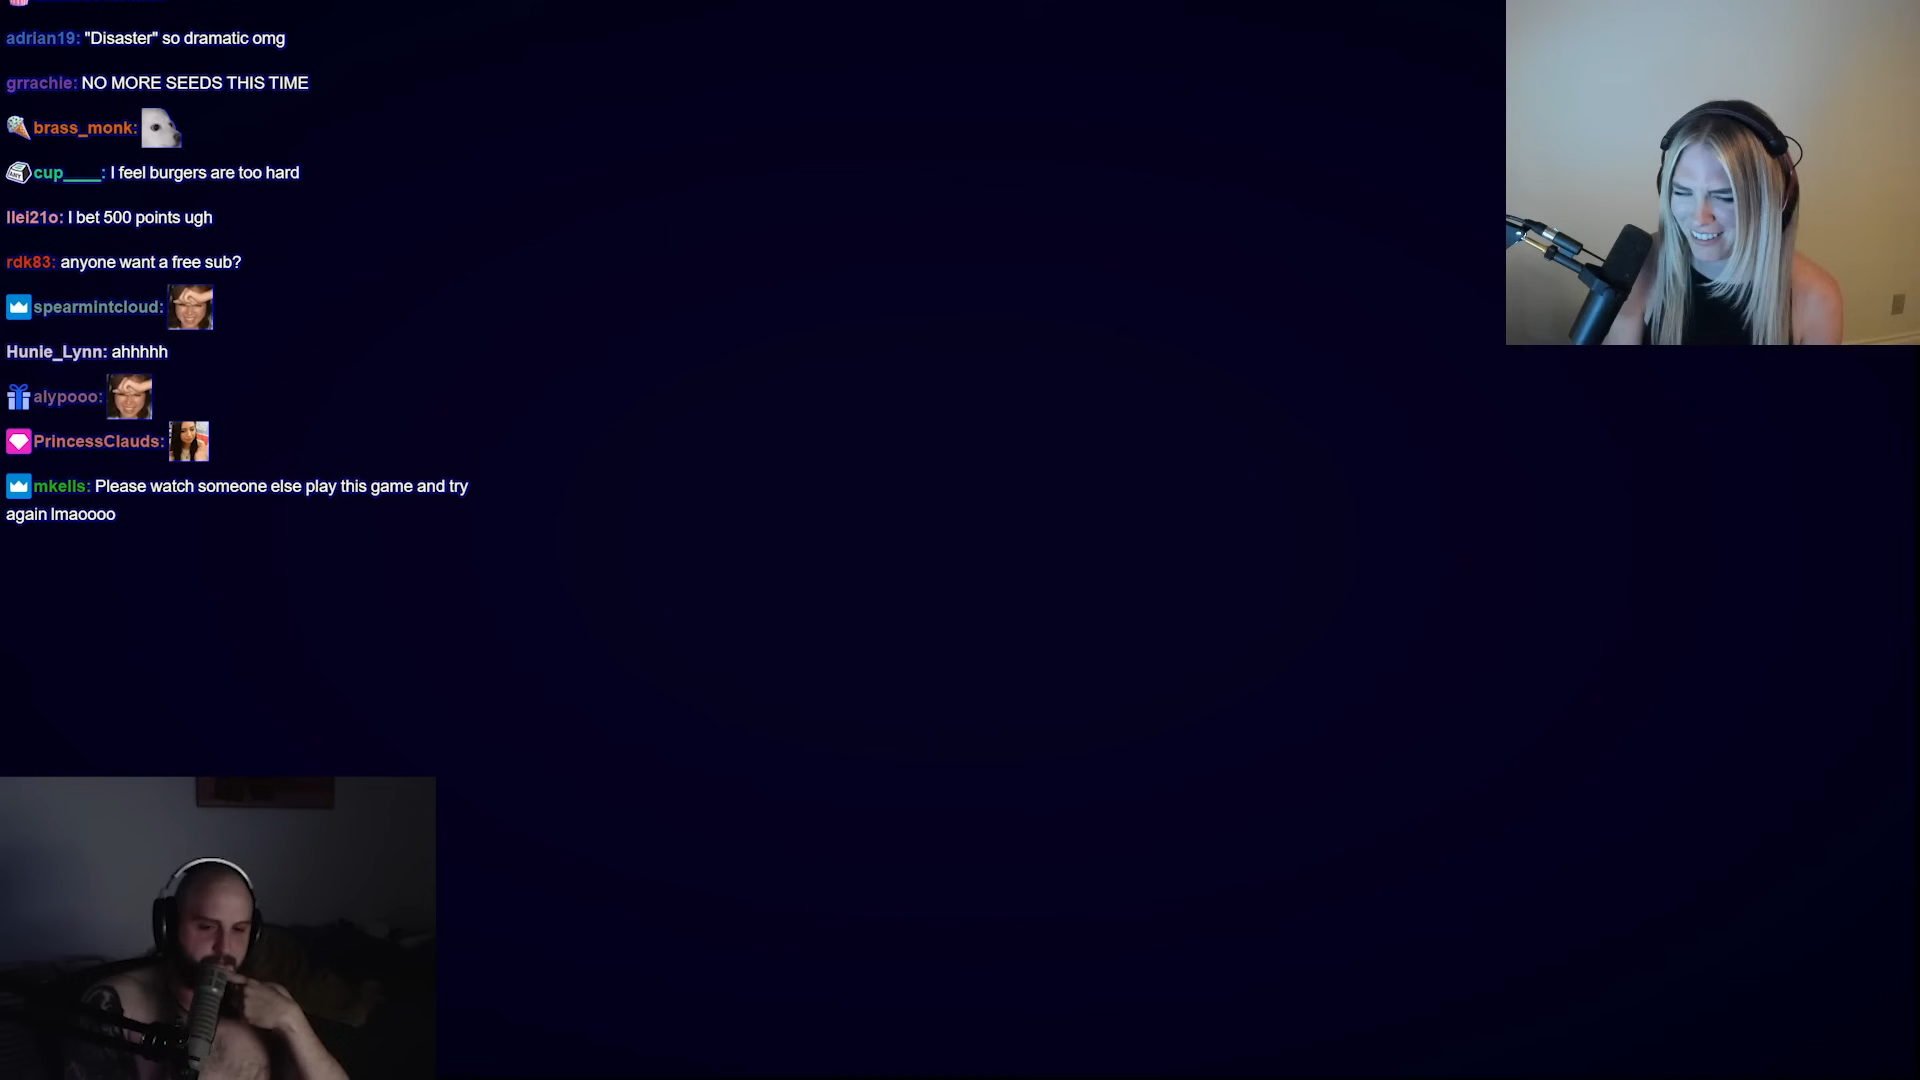 adrian19: "Disaster" so dramatic omg
grrachie: NO MORE SEEDS THIS TIME
brass_monk:
cup____: I feel burgers are too hard
llei21o: I bet 500 points ugh
rdk83: anyone want a free sub?
spearmintcloud:
Hunie_Lynn: ahhhhh
alypooo:
PrincessClauds:
mkells: Please watch someone else play this game and try
again lmaoooo